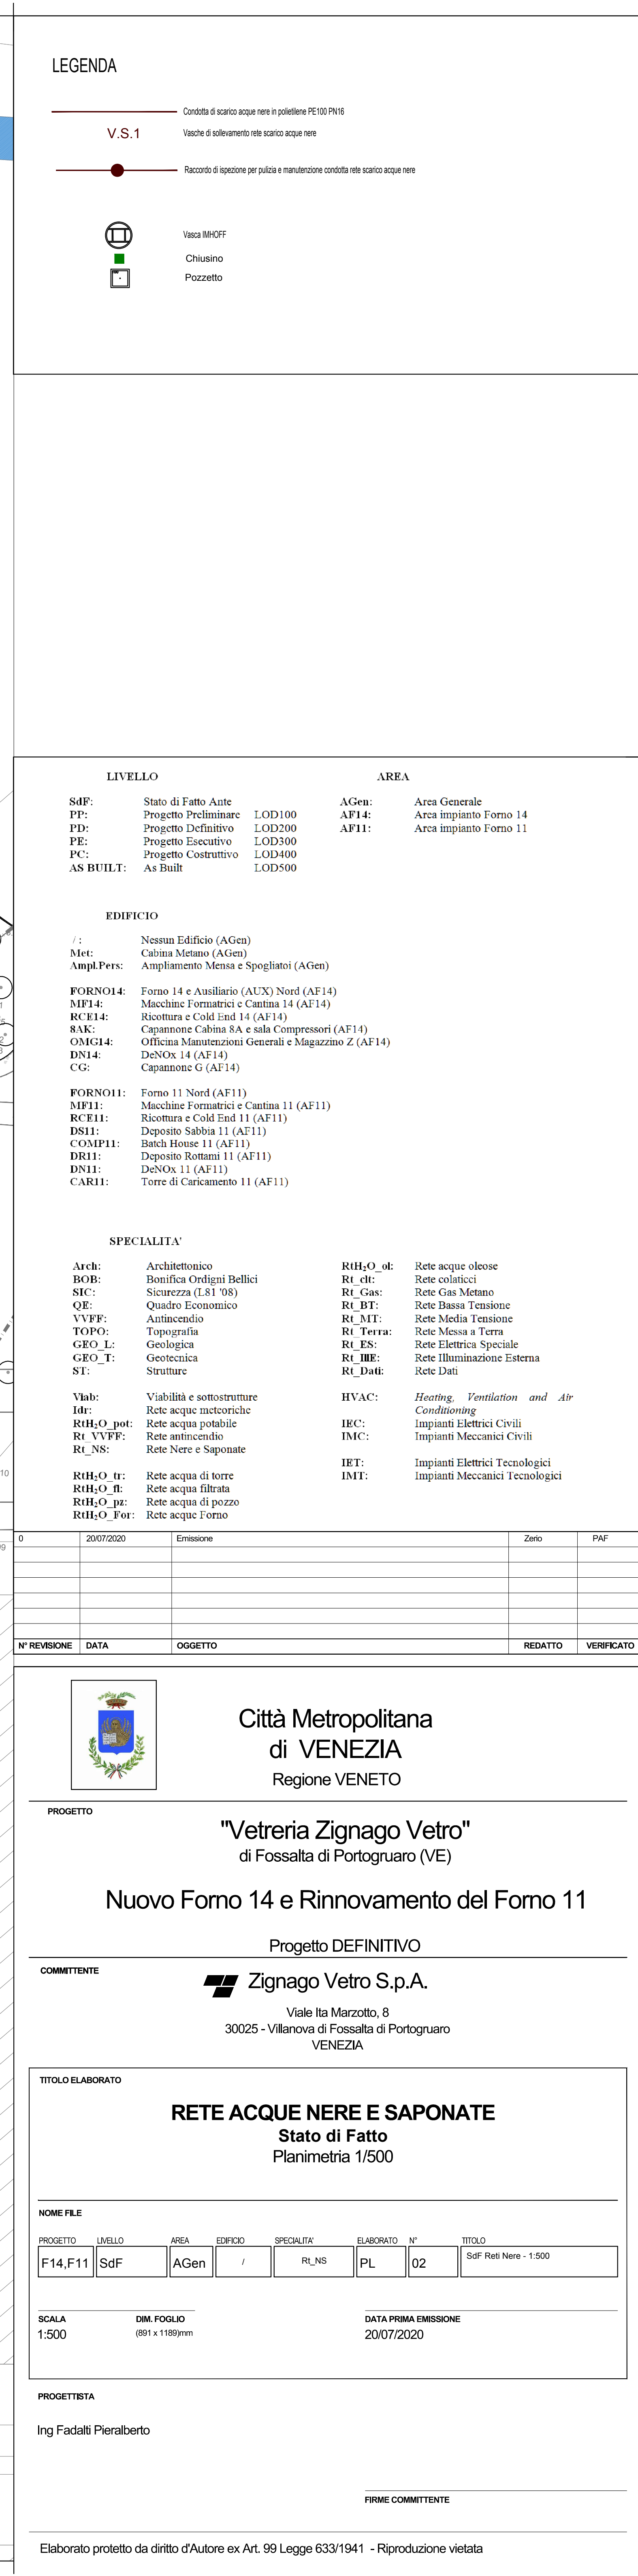 LEGENDA
Condotta di scarico acque nere in polietilene PE100 PN16
V.S.1 Vasche di sollevamento rete scarico acque nere
Raccordo di ispezione per pulizia e manutenzione condotta rete scarico acque nere
Vasca IMHOFF
Chiusino
Pozzetto
LIVELLO
SdF: Stato di Fatto Ante
PP: Progetto Preliminare LOD100
PD: Progetto Definitivo LOD200
PE: Progetto Esecutivo LOD300
PC: Progetto Costruttivo LOD400
AS BUILT: As Built LOD500
AREA
AGen: Area Generale
AF14: Area impianto Forno 14
AF11: Area impianto Forno 11
EDIFICIO
/ : Nessun Edificio (AGen)
Met: Cabina Metano (AGen)
Ampl.Pers: Ampliamento Mensa e Spogliatoi (AGen)
FORNO14: Forno 14 e Ausiliario (AUX) Nord (AF14)
MF14: Macchine Formatrici e Cantina 14 (AF14)
RCE14: Ricottura e Cold End 14 (AF14)
8AK: Capannone Cabina 8A e sala Compressori (AF14)
OMG14: Officina Manutenzioni Generali e Magazzino Z (AF14)
DN14: DeNOx 14 (AF14)
CG: Capannone G (AF14)
FORNO11: Forno 11 Nord (AF11)
MF11: Macchine Formatrici e Cantina 11 (AF11)
RCE11: Ricottura e Cold End 11 (AF11)
DS11: Deposito Sabbia 11 (AF11)
COMP11: Batch House 11 (AF11)
DR11: Deposito Rottami 11 (AF11)
DN11: DeNOx 11 (AF11)
CAR11: Torre di Caricamento 11 (AF11)
SPECIALITA'
Arch: Architettonico
BOB: Bonifica Ordigni Bellici
SIC: Sicurezza (L81 '08)
QE: Quadro Economico
VVFF: Antincendio
TOPO: Topografia
GEO_L: Geologica
GEO_T: Geotecnica
ST: Strutture
Viab: Viabilità e sottostrutture
Idr: Rete acque meteoriche
RtH₂O_pot: Rete acqua potabile
Rt_VVFF: Rete antincendio
Rt_NS: Rete Nere e Saponate
RtH₂O_tr: Rete acqua di torre
RtH₂O_fl: Rete acqua filtrata
RtH₂O_pz: Rete acqua di pozzo
RtH₂O_For: Rete acque Forno
RtH₂O_ol: Rete acque oleose
Rt_clt: Rete colaticci
Rt_Gas: Rete Gas Metano
Rt_BT: Rete Bassa Tensione
Rt_MT: Rete Media Tensione
Rt_Terra: Rete Messa a Terra
Rt_ES: Rete Elettrica Speciale
Rt_IIIE: Rete Illuminazione Esterna
Rt_Dati: Rete Dati
HVAC: Heating, Ventilation and Air
Conditioning
IEC: Impianti Elettrici Civili
IMC: Impianti Meccanici Civili
IET: Impianti Elettrici Tecnologici
IMT: Impianti Meccanici Tecnologici
0 20/07/2020 Emissione Zerio PAF
N° REVISIONE DATA OGGETTO REDATTO VERIFICATO
Città Metropolitana
di VENEZIA
Regione VENETO
PROGETTO
"Vetreria Zignago Vetro"
di Fossalta di Portogruaro (VE)
Nuovo Forno 14 e Rinnovamento del Forno 11
Progetto DEFINITIVO
COMMITTENTE
Zignago Vetro S.p.A.
Viale Ita Marzotto, 8
30025 - Villanova di Fossalta di Portogruaro
VENEZIA
TITOLO ELABORATO
RETE ACQUE NERE E SAPONATE
Stato di Fatto
Planimetria 1/500
NOME FILE
PROGETTO LIVELLO AREA EDIFICIO SPECIALITA' ELABORATO N° TITOLO
F14,F11 SdF AGen / Rt_NS PL 02 SdF Reti Nere - 1:500
SCALA DIM. FOGLIO DATA PRIMA EMISSIONE
1:500 (891 x 1189)mm 20/07/2020
PROGETTISTA
Ing Fadalti Pieralberto
FIRME COMMITTENTE
Elaborato protetto da diritto d'Autore ex Art. 99 Legge 633/1941 - Riproduzione vietata